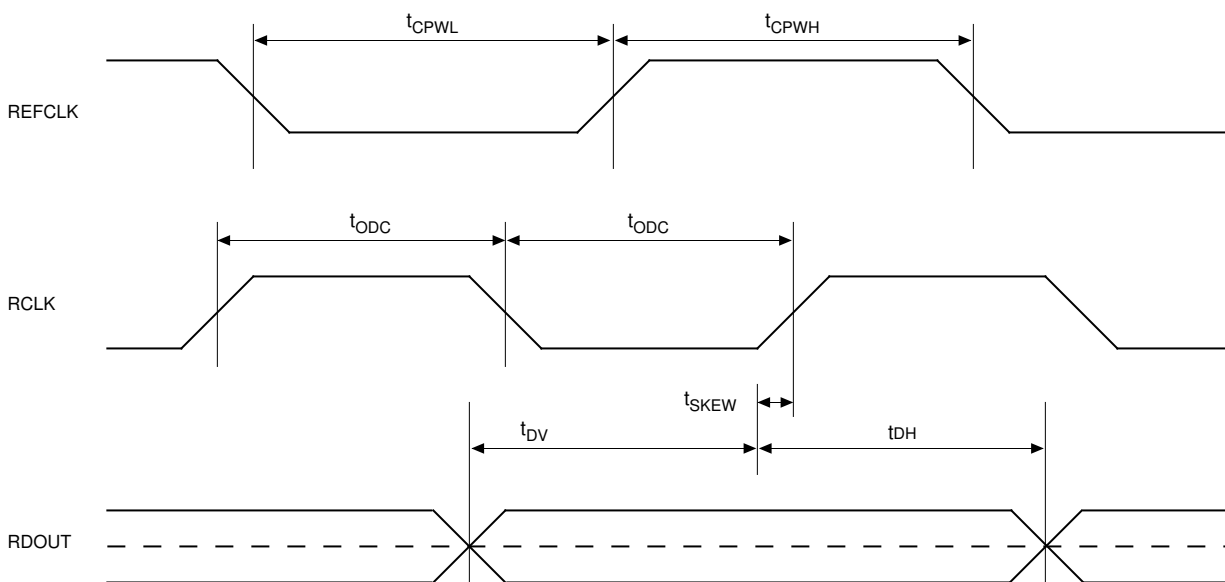 tCPWL tCPWH
REFCLK
tODC tODC
RCLK
tSKEW
tDV tDH
RDOUT